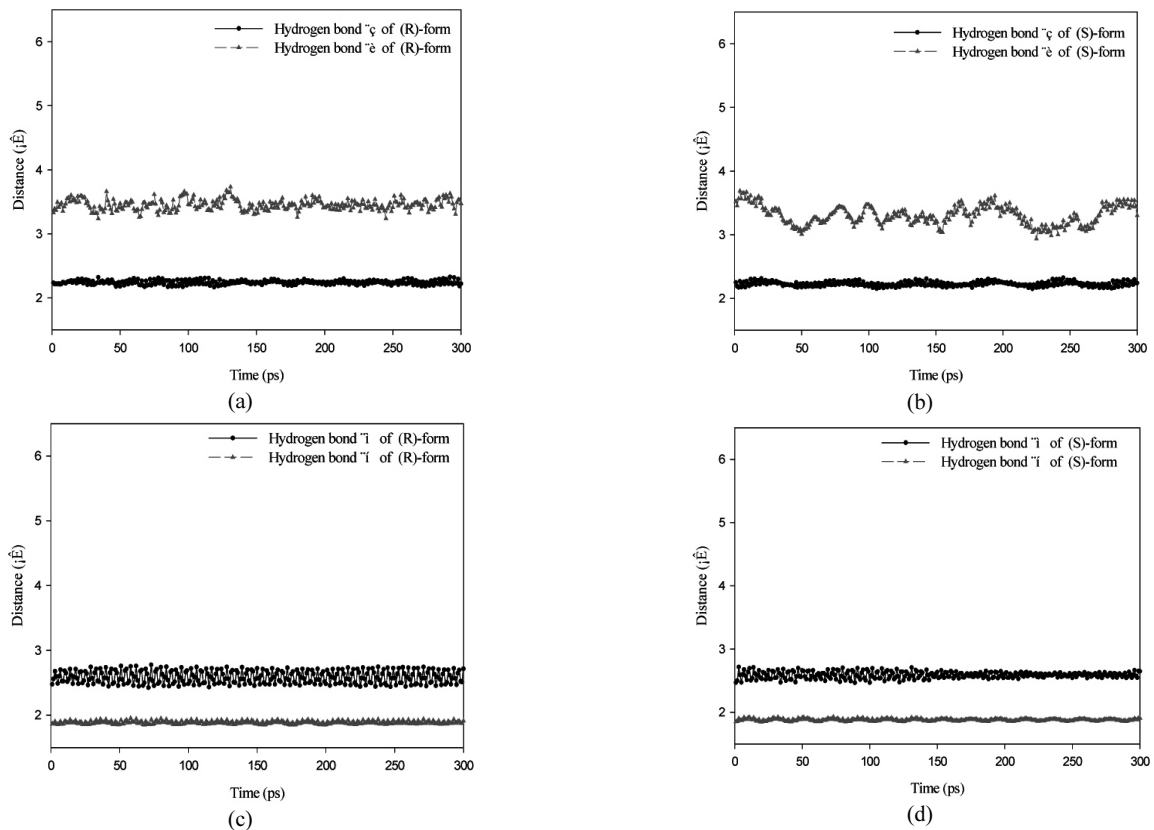 Hydrogen bond ¨ç of (R)-form
Hydrogen bond ¨è of (R)-form
6
5
4
3
2
Distance (¡Ê)
0 50 100 150 200 250 300
Time (ps)
(a)
Hydrogen bond ¨ç of (S)-form
Hydrogen bond ¨è of (S)-form
6
5
4
3
2
Distance (¡Ê)
0 50 100 150 200 250 300
Time (ps)
(b)
Hydrogen bond ¨ì of (R)-form
Hydrogen bond ¨í of (R)-form
6
5
4
3
2
Distance (¡Ê)
0 50 100 150 200 250 300
Time (ps)
(c)
Hydrogen bond ¨ì of (S)-form
Hydrogen bond ¨í of (S)-form
6
5
4
3
2
Distance (¡Ê)
0 50 100 150 200 250 300
Time (ps)
(d)